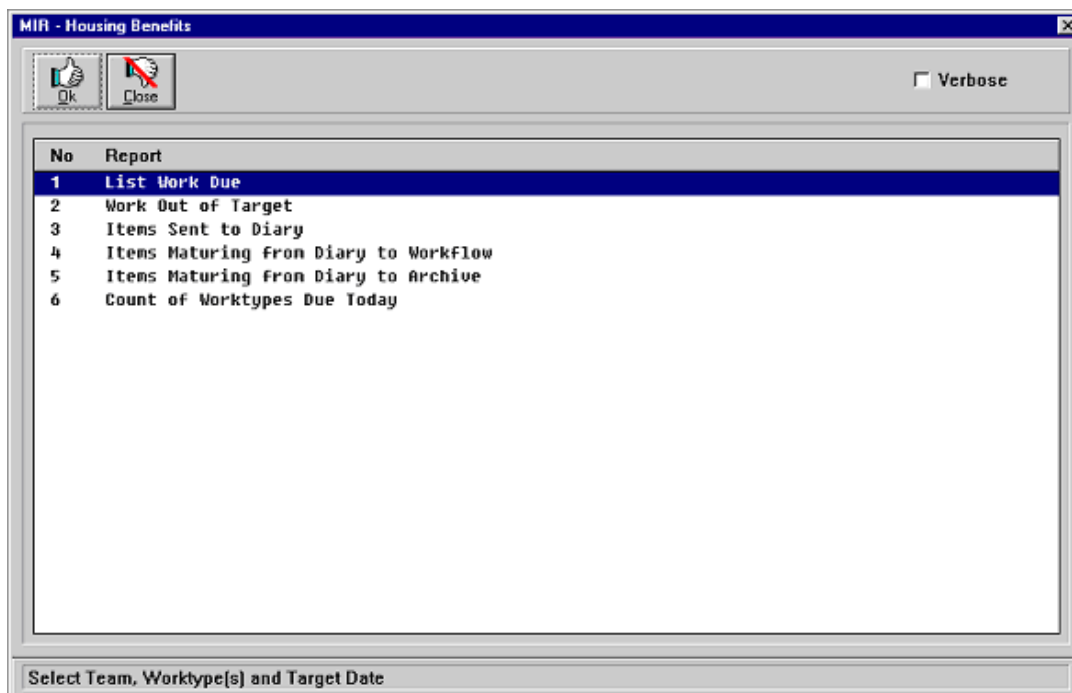 MIR - Housing Benefits
Ok Close Verbose
No Report
1 List Work Due
2 Work Out of Target
3 Items Sent to Diary
4 Items Maturing from Diary to Workflow
5 Items Maturing from Diary to Archive
6 Count of Worktypes Due Today
Select Team, Worktype(s) and Target Date